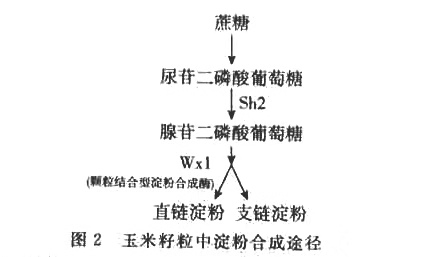 蔗糖
尿苷二磷酸葡萄糖
Sh2
腺苷二磷酸葡萄糖
Wx1
(颗粒结合型淀粉合成酶)
直链淀粉 支链淀粉
图 2 玉米籽粒中淀粉合成途径